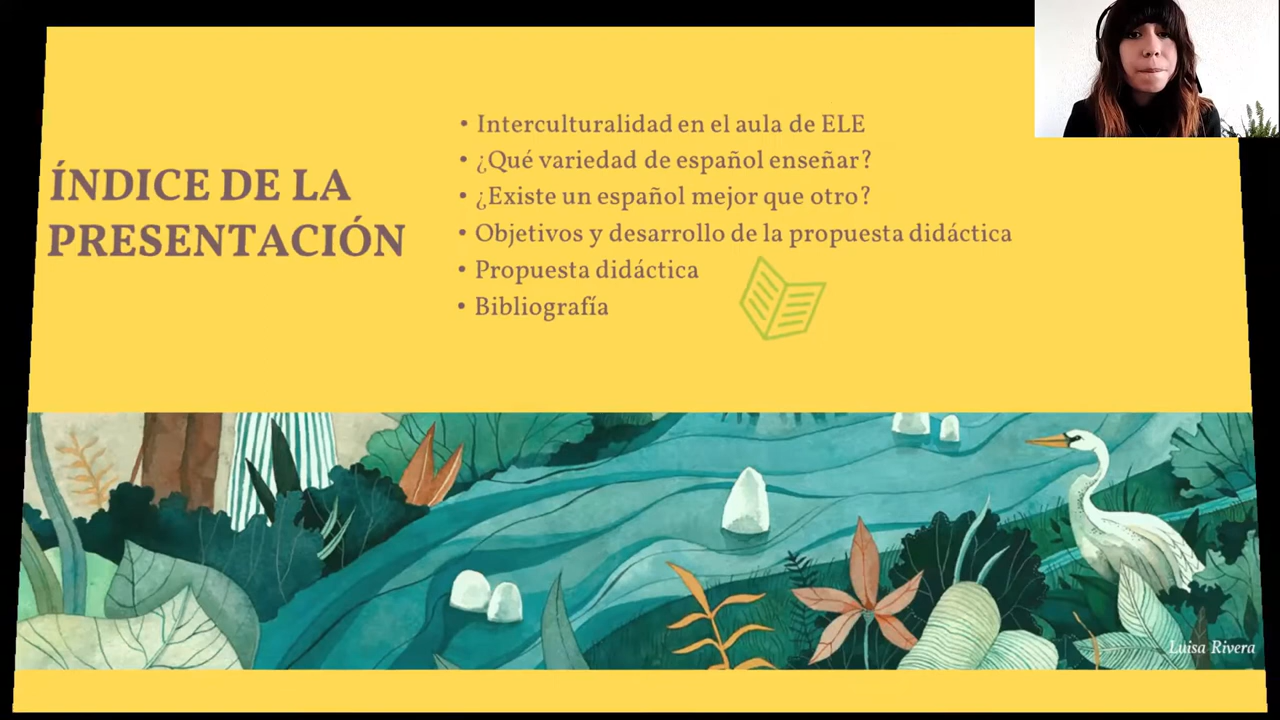 ÍNDICE DE LA
PRESENTACIÓN
• Interculturalidad en el aula de ELE
• ¿Qué variedad de español enseñar?
• ¿Existe un español mejor que otro?
• Objetivos y desarrollo de la propuesta didáctica
• Propuesta didáctica
• Bibliografía
Luisa Rivera